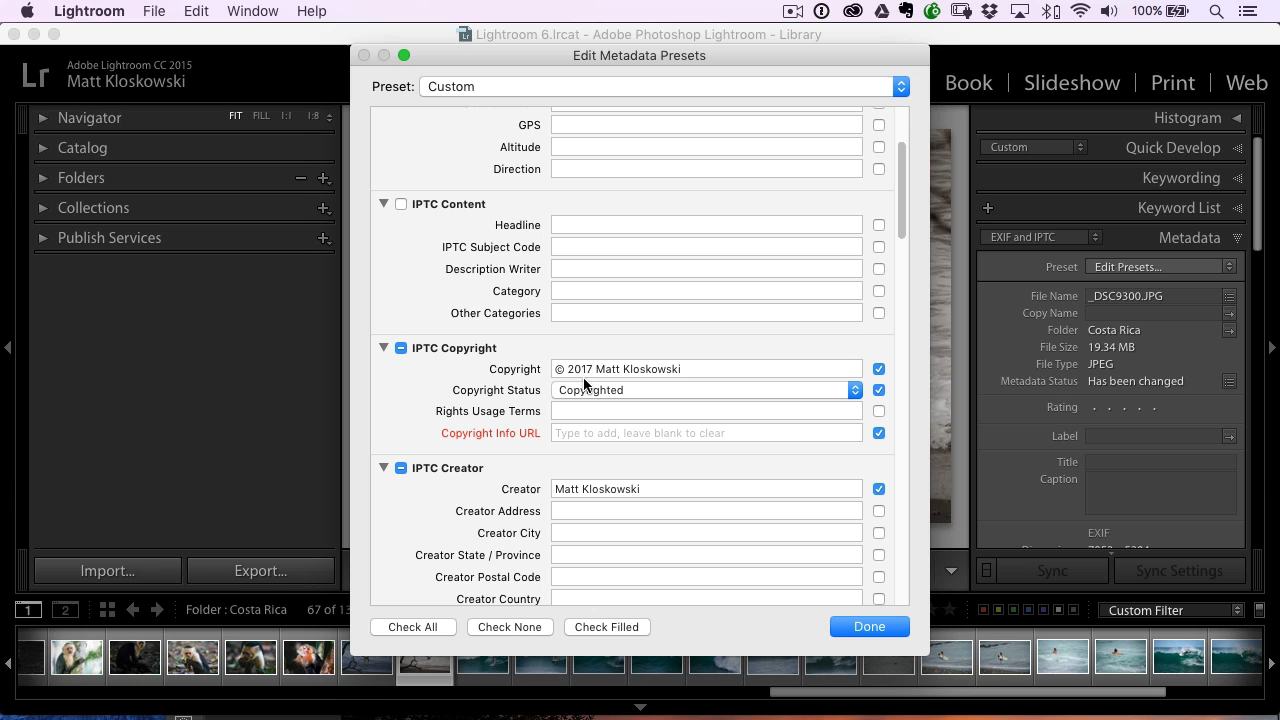 Lightroom File Edit Window Help 100%
Lightroom 6.lrcat - Adobe Photoshop Lightroom - Library
Lr Adobe Lightroom CC 2015
Matt Kloskowski
Book | Slideshow | Print | Web
Edit Metadata Presets
Preset: Custom
Navigator FIT FILL 1:1 1:8
Catalog
Folders
Collections
Publish Services
Import... Export...
GPS
Altitude
Direction
IPTC Content
Headline
IPTC Subject Code
Description Writer
Category
Other Categories
IPTC Copyright
Copyright © 2017 Matt Kloskowski
Copyright Status Copyrighted
Rights Usage Terms
Copyright Info URL Type to add, leave blank to clear
IPTC Creator
Creator Matt Kloskowski
Creator Address
Creator City
Creator State / Province
Creator Postal Code
Creator Country
Check All Check None Check Filled Done
Histogram
Custom Quick Develop
Keywording
Keyword List
EXIF and IPTC Metadata
Preset Edit Presets...
File Name _DSC9300.JPG
Copy Name
Folder Costa Rica
File Size 19.34 MB
File Type JPEG
Metadata Status Has been changed
Rating
Label
Title
Caption
EXIF
Sync Sync Settings
1 2 Folder : Costa Rica 67 of 13 Custom Filter